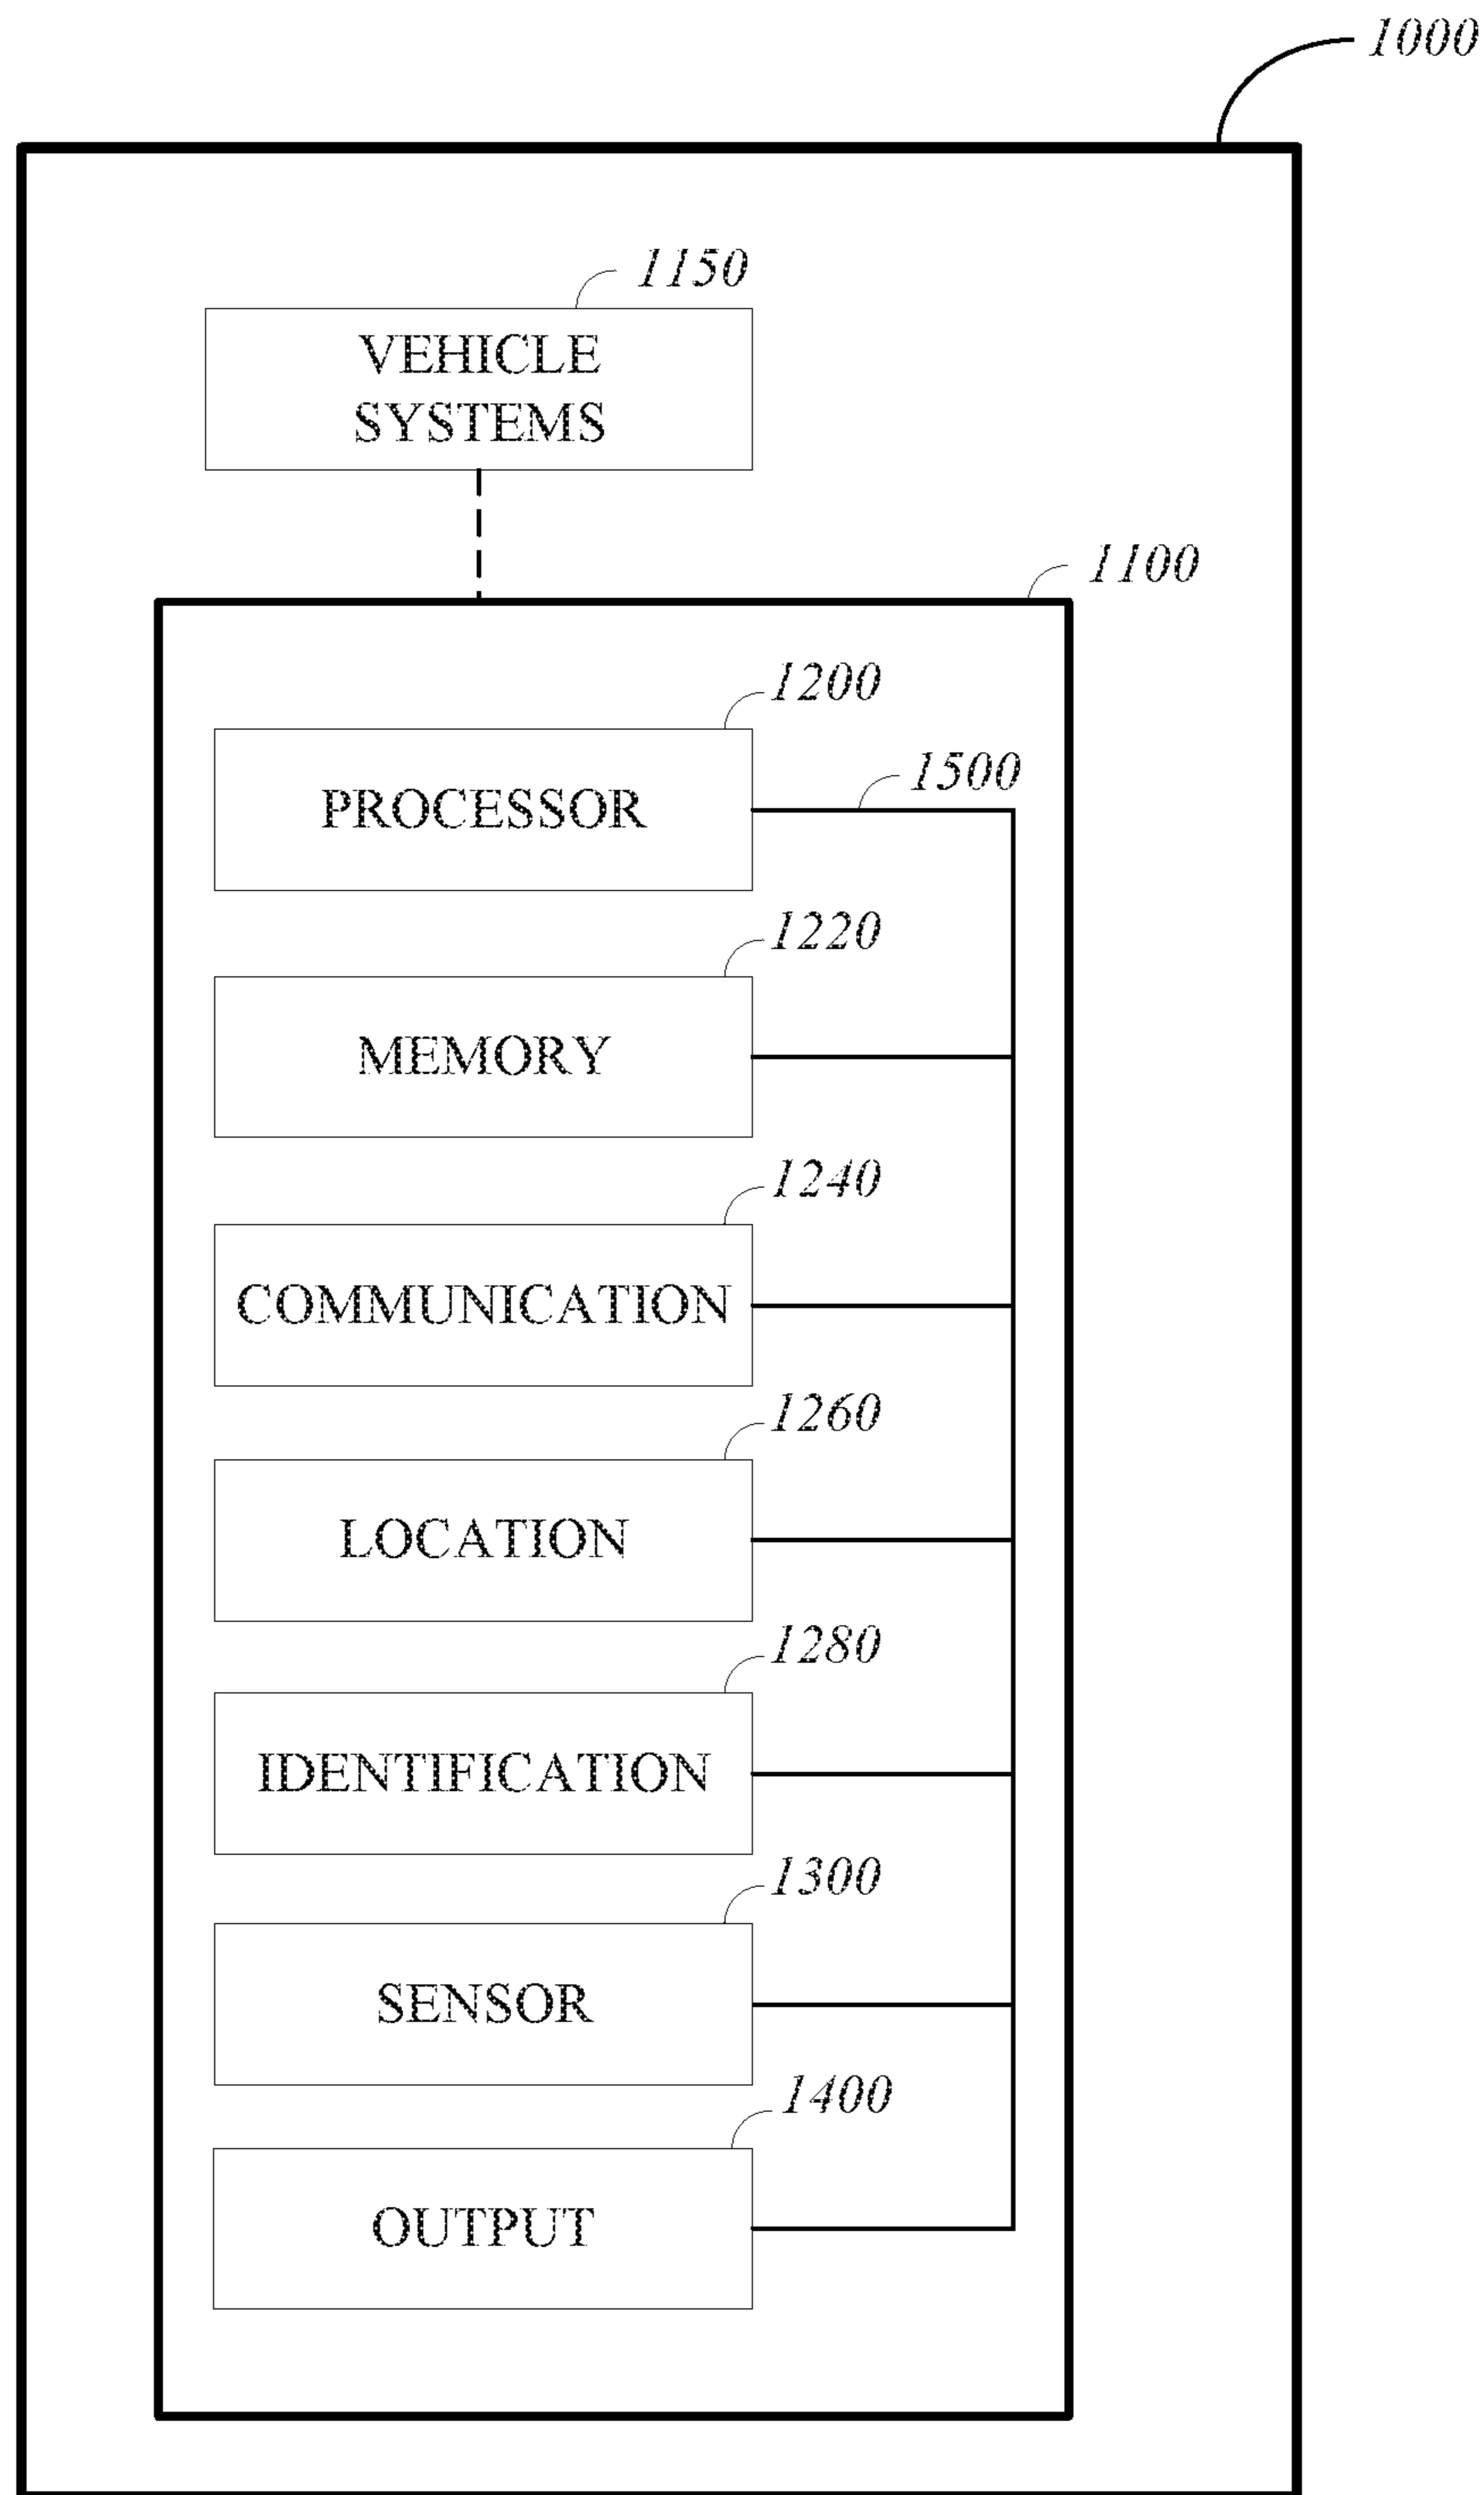 1000
1150
VEHICLE
SYSTEMS
1100
1200
PROCESSOR
1500
1220
MEMORY
1240
COMMUNICATION
1260
LOCATION
1280
IDENTIFICATION
1300
SENSOR
1400
OUTPUT